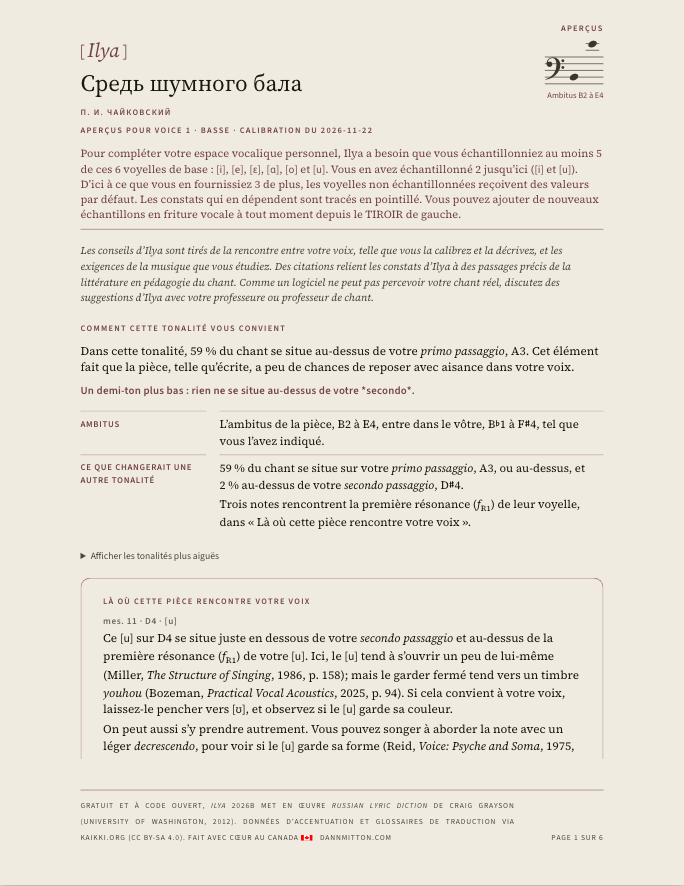 APERÇUS
[Ilya]
Средь шумного бала
Ambitus B2 à E4
П. И. ЧАЙКОВСКИЙ
APERÇUS POUR VOICE 1 · BASSE · CALIBRATION DU 2026-11-22
Pour compléter votre espace vocalique personnel, Ilya a besoin que vous échantillonniez au moins 5
de ces 6 voyelles de base : [i], [e], [ɛ], [ɑ], [o] et [u]. Vous en avez échantillonné 2 jusqu’ici ([i] et [u]).
D’ici à ce que vous en fournissiez 3 de plus, les voyelles non échantillonnées reçoivent des valeurs
par défaut. Les constats qui en dépendent sont tracés en pointillé. Vous pouvez ajouter de nouveaux
échantillons en friture vocale à tout moment depuis le TIROIR de gauche.
Les conseils d’Ilya sont tirés de la rencontre entre votre voix, telle que vous la calibrez et la décrivez, et les
exigences de la musique que vous étudiez. Des citations relient les constats d’Ilya à des passages précis de la
littérature en pédagogie du chant. Comme un logiciel ne peut pas percevoir votre chant réel, discutez des
suggestions d’Ilya avec votre professeure ou professeur de chant.
COMMENT CETTE TONALITÉ VOUS CONVIENT
Dans cette tonalité, 59 % du chant se situe au-dessus de votre primo passaggio, A3. Cet élément
fait que la pièce, telle qu’écrite, a peu de chances de reposer avec aisance dans votre voix.
Un demi-ton plus bas : rien ne se situe au-dessus de votre *secondo*.
AMBITUS
L’ambitus de la pièce, B2 à E4, entre dans le vôtre, B♭1 à F♯4, tel que
vous l’avez indiqué.
CE QUE CHANGERAIT UNE
AUTRE TONALITÉ
59 % du chant se situe sur votre primo passaggio, A3, ou au-dessus, et
2 % au-dessus de votre secondo passaggio, D♯4.
Trois notes rencontrent la première résonance (fR1) de leur voyelle,
dans « Là où cette pièce rencontre votre voix ».
▶ Afficher les tonalités plus aiguës
LÀ OÙ CETTE PIÈCE RENCONTRE VOTRE VOIX
mes. 11 · D4 · [u]
Ce [u] sur D4 se situe juste en dessous de votre secondo passaggio et au-dessus de la
première résonance (fR1) de votre [u]. Ici, le [u] tend à s’ouvrir un peu de lui-même
(Miller, The Structure of Singing, 1986, p. 158); mais le garder fermé tend vers un timbre
youhou (Bozeman, Practical Vocal Acoustics, 2025, p. 94). Si cela convient à votre voix,
laissez-le pencher vers [ʊ], et observez si le [u] garde sa couleur.
On peut aussi s’y prendre autrement. Vous pouvez songer à aborder la note avec un
léger decrescendo, pour voir si le [u] garde sa forme (Reid, Voice: Psyche and Soma, 1975,
GRATUIT ET À CODE OUVERT, ILYA 2026B MET EN ŒUVRE RUSSIAN LYRIC DICTION DE CRAIG GRAYSON
(UNIVERSITY OF WASHINGTON, 2012). DONNÉES D’ACCENTUATION ET GLOSSAIRES DE TRADUCTION VIA
KAIKKI.ORG (CC BY-SA 4.0). FAIT AVEC CŒUR AU CANADA 🇨🇦 DANNMITTON.COM
PAGE 1 SUR 6